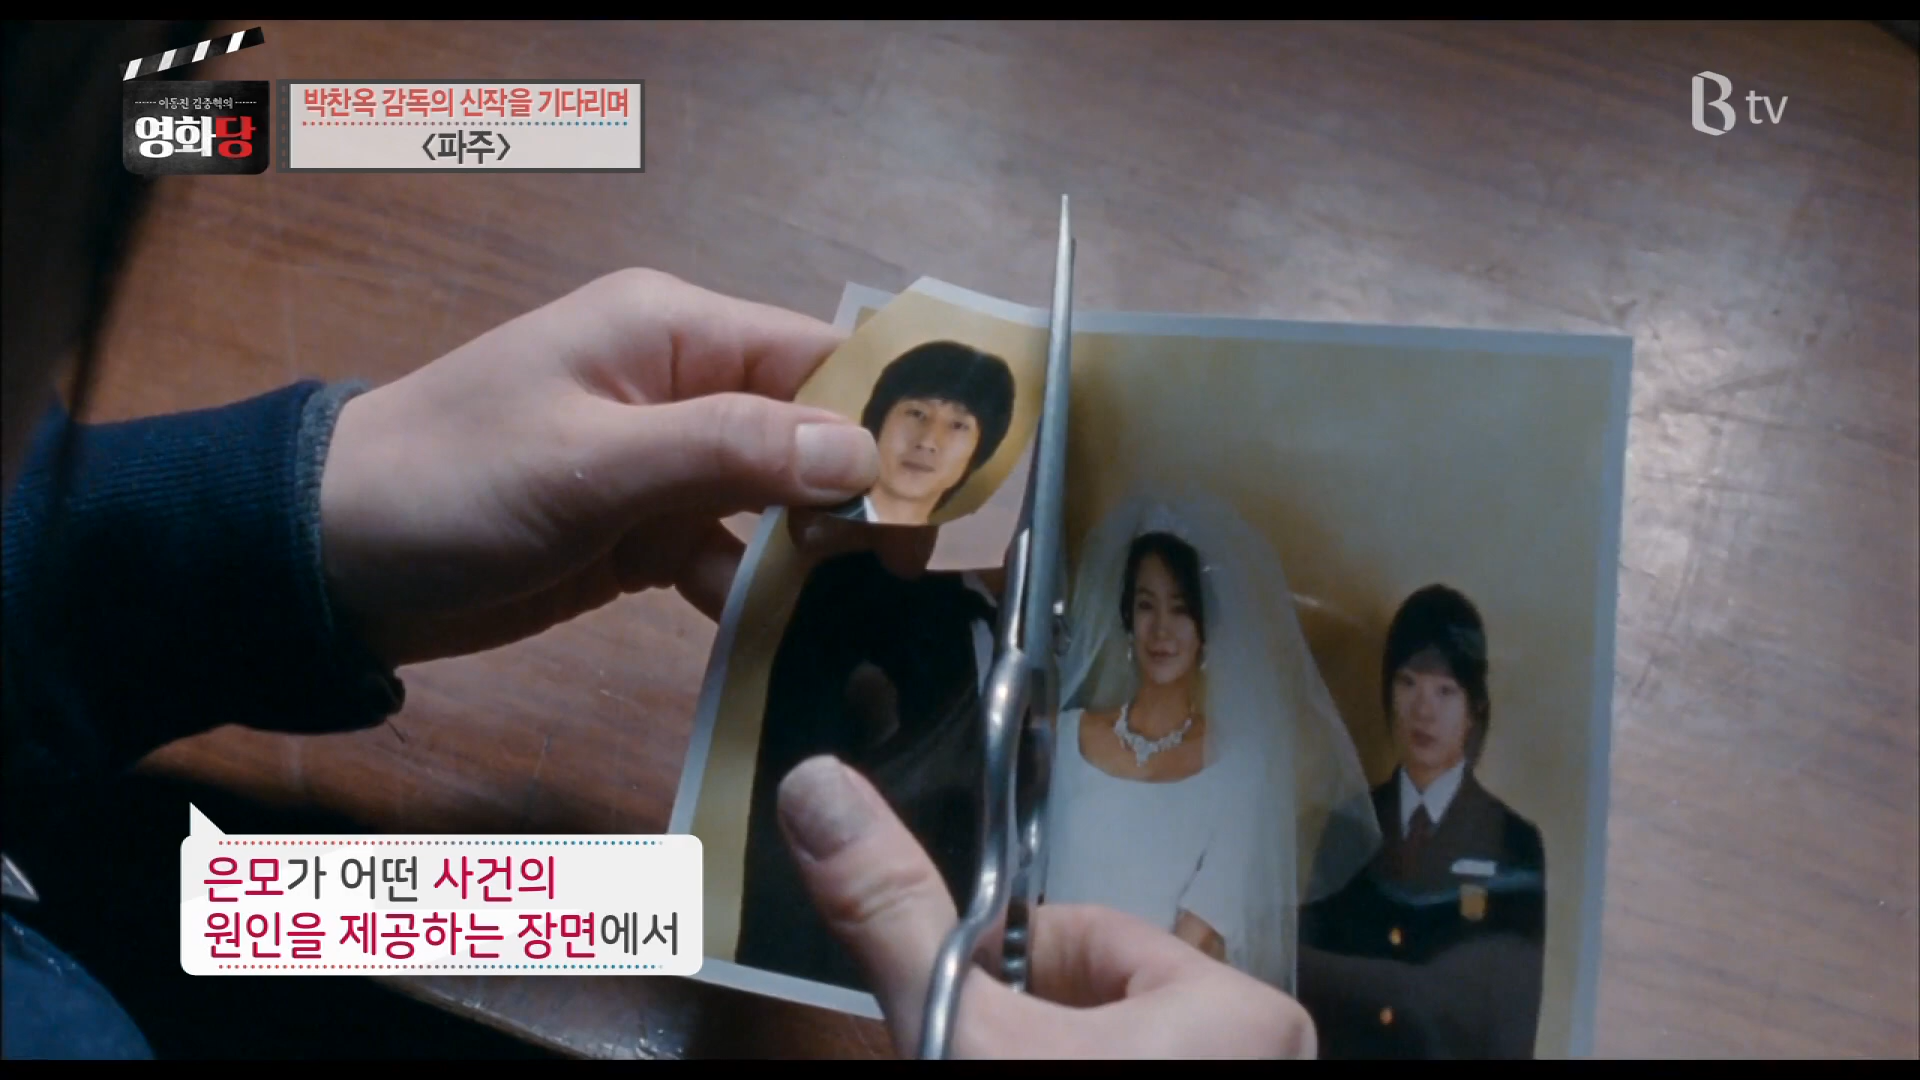 이동진 김중혁의
영화당
박찬옥 감독의 신작을 기다리며
<파주>
B tv
은모가 어떤 사건의
원인을 제공하는 장면에서